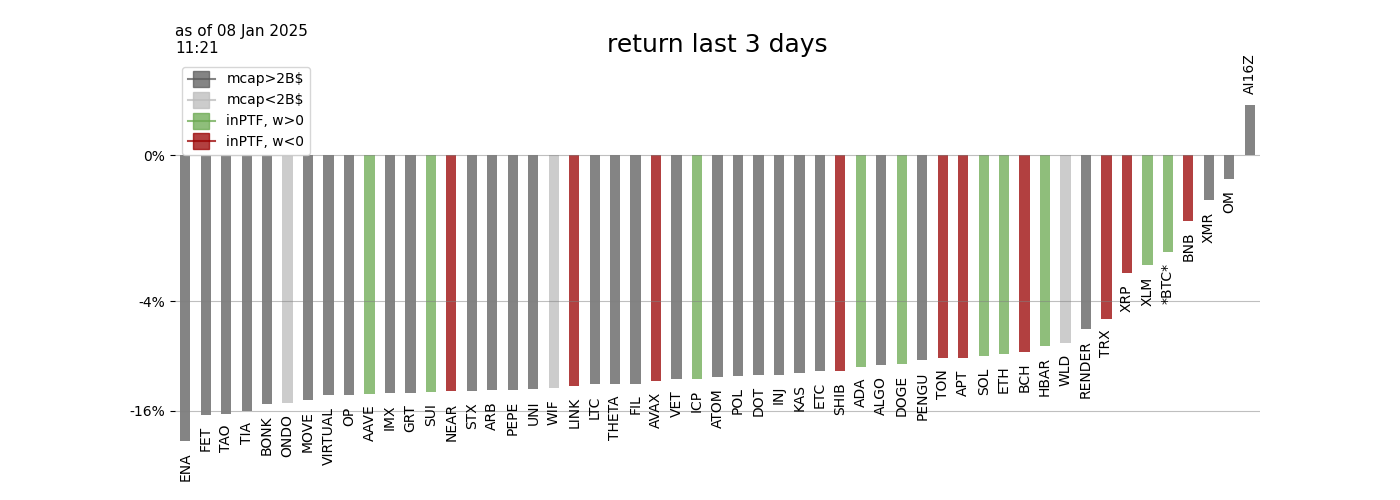 as of 08 Jan 2025
11:21
return last 3 days
mcap>2B$
mcap<2B$
inPTF, w>0
inPTF, w<0
0%
-4%
-16%
ENA
FET
TAO
TIA
BONK
ONDO
MOVE
VIRTUAL
OP
AAVE
IMX
GRT
SUI
NEAR
STX
ARB
PEPE
UNI
WIF
LINK
LTC
THETA
FIL
AVAX
VET
ICP
ATOM
POL
DOT
INJ
KAS
ETC
SHIB
ADA
ALGO
DOGE
PENGU
TON
APT
SOL
ETH
BCH
HBAR
WLD
RENDER
TRX
XRP
XLM
*BTC*
BNB
XMR
OM
AI16Z